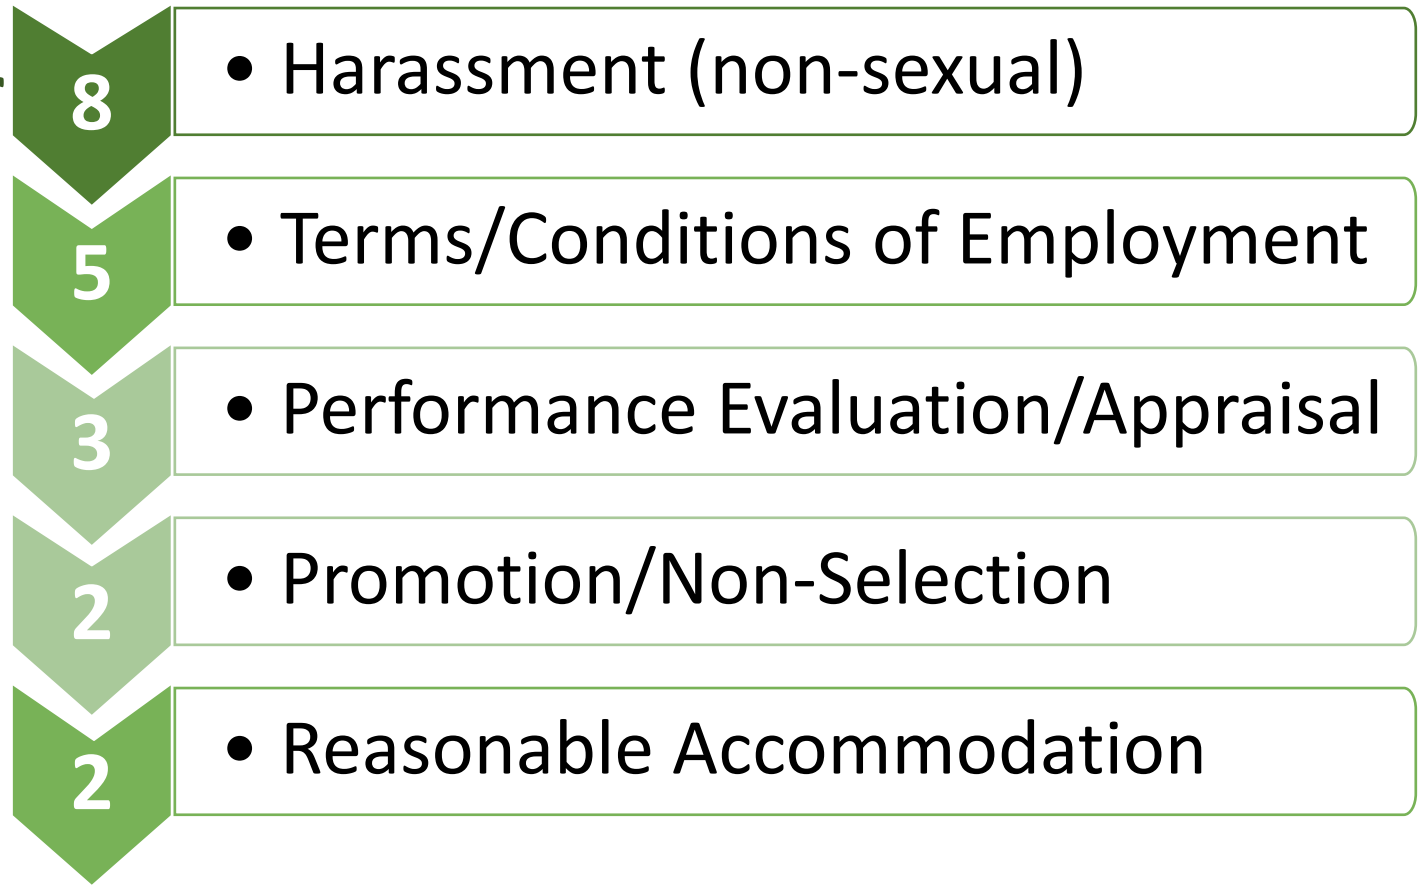 8
• Harassment (non-sexual)
5
• Terms/Conditions of Employment
3
• Performance Evaluation/Appraisal
2
• Promotion/Non-Selection
2
• Reasonable Accommodation